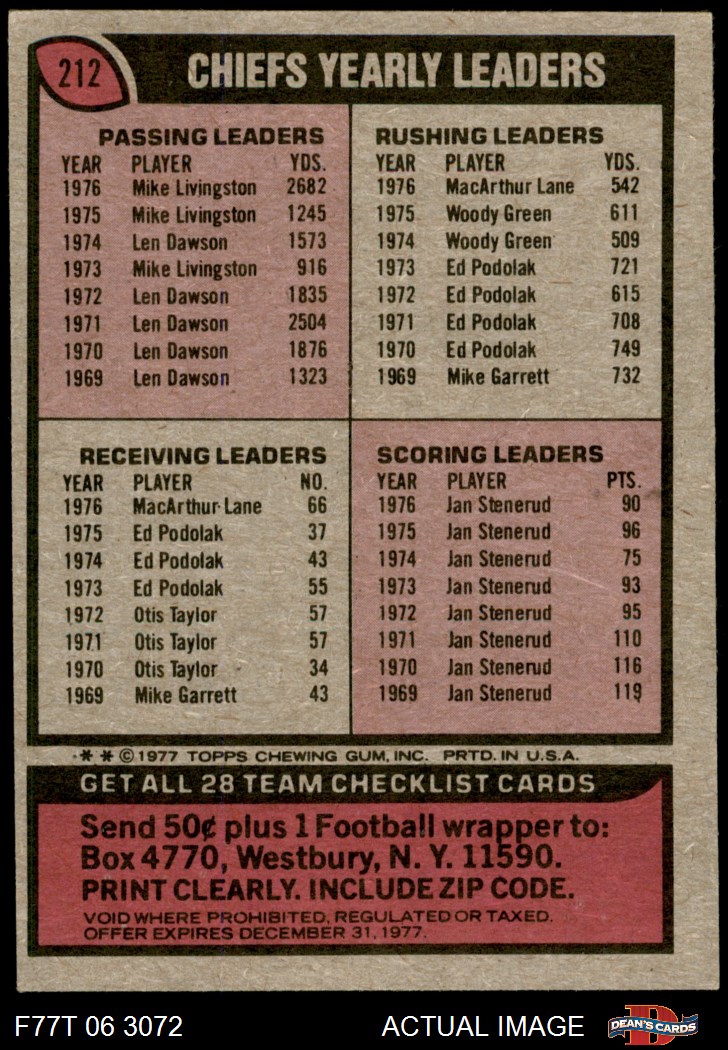 212
CHIEFS YEARLY LEADERS
PASSING LEADERS
YEAR PLAYER YDS.
1976 Mike Livingston 2682
1975 Mike Livingston 1245
1974 Len Dawson 1573
1973 Mike Livingston 916
1972 Len Dawson 1835
1971 Len Dawson 2504
1970 Len Dawson 1876
1969 Len Dawson 1323
RUSHING LEADERS
YEAR PLAYER YDS.
1976 MacArthur Lane 542
1975 Woody Green 611
1974 Woody Green 509
1973 Ed Podolak 721
1972 Ed Podolak 615
1971 Ed Podolak 708
1970 Ed Podolak 749
1969 Mike Garrett 732
RECEIVING LEADERS
YEAR PLAYER NO.
1976 MacArthur Lane 66
1975 Ed Podolak 37
1974 Ed Podolak 43
1973 Ed Podolak 55
1972 Otis Taylor 57
1971 Otis Taylor 57
1970 Otis Taylor 34
1969 Mike Garrett 43
SCORING LEADERS
YEAR PLAYER PTS.
1976 Jan Stenerud 90
1975 Jan Stenerud 96
1974 Jan Stenerud 75
1973 Jan Stenerud 93
1972 Jan Stenerud 95
1971 Jan Stenerud 110
1970 Jan Stenerud 116
1969 Jan Stenerud 119
* * © 1977 TOPPS CHEWING GUM, INC. PRTD. IN U.S.A.
GET ALL 28 TEAM CHECKLIST CARDS
Send 50¢ plus 1 Football wrapper to:
Box 4770, Westbury, N. Y. 11590.
PRINT CLEARLY. INCLUDE ZIP CODE.
VOID WHERE PROHIBITED, REGULATED OR TAXED.
OFFER EXPIRES DECEMBER 31, 1977.
F77T 06 3072
ACTUAL IMAGE
D
DEAN'S CARDS